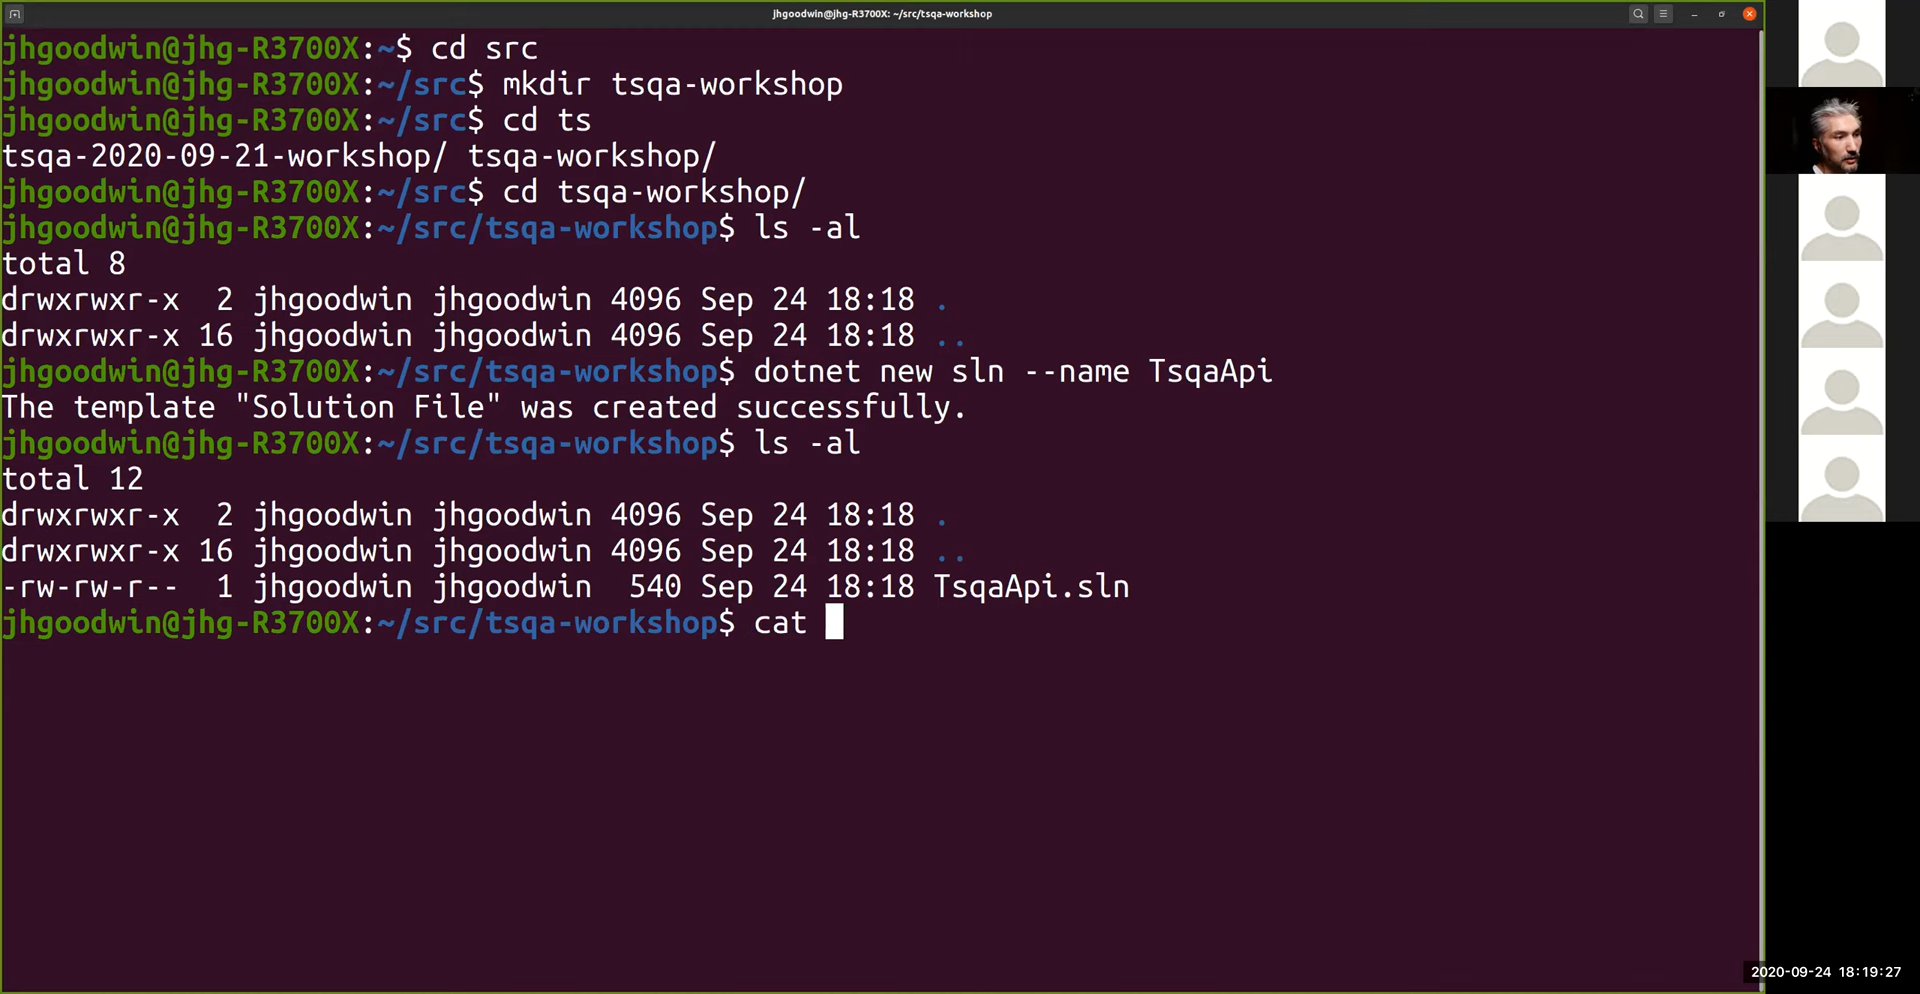 jhgoodwin@jhg-R3700X: ~/src/tsqa-workshop
jhgoodwin@jhg-R3700X:~$ cd src
jhgoodwin@jhg-R3700X:~/src$ mkdir tsqa-workshop
jhgoodwin@jhg-R3700X:~/src$ cd ts
tsqa-2020-09-21-workshop/ tsqa-workshop/
jhgoodwin@jhg-R3700X:~/src$ cd tsqa-workshop/
jhgoodwin@jhg-R3700X:~/src/tsqa-workshop$ ls -al
total 8
drwxrwxr-x  2 jhgoodwin jhgoodwin 4096 Sep 24 18:18 .
drwxrwxr-x 16 jhgoodwin jhgoodwin 4096 Sep 24 18:18 ..
jhgoodwin@jhg-R3700X:~/src/tsqa-workshop$ dotnet new sln --name TsqaApi
The template "Solution File" was created successfully.
jhgoodwin@jhg-R3700X:~/src/tsqa-workshop$ ls -al
total 12
drwxrwxr-x  2 jhgoodwin jhgoodwin 4096 Sep 24 18:18 .
drwxrwxr-x 16 jhgoodwin jhgoodwin 4096 Sep 24 18:18 ..
-rw-rw-r--  1 jhgoodwin jhgoodwin  540 Sep 24 18:18 TsqaApi.sln
jhgoodwin@jhg-R3700X:~/src/tsqa-workshop$ cat
2020-09-24 18:19:27